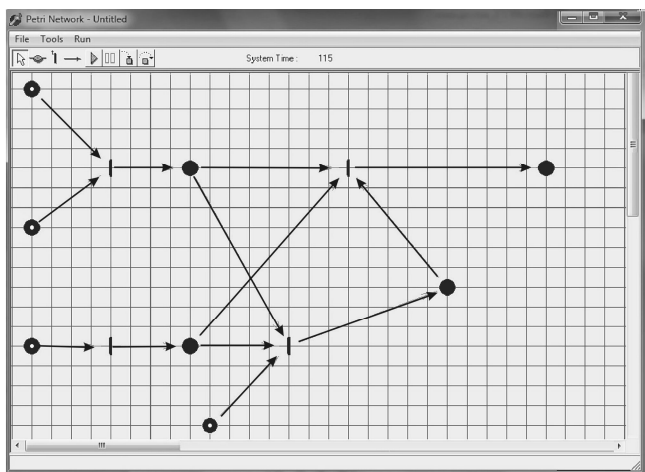 Petri Network - Untitled
File Tools Run
System Time : 115